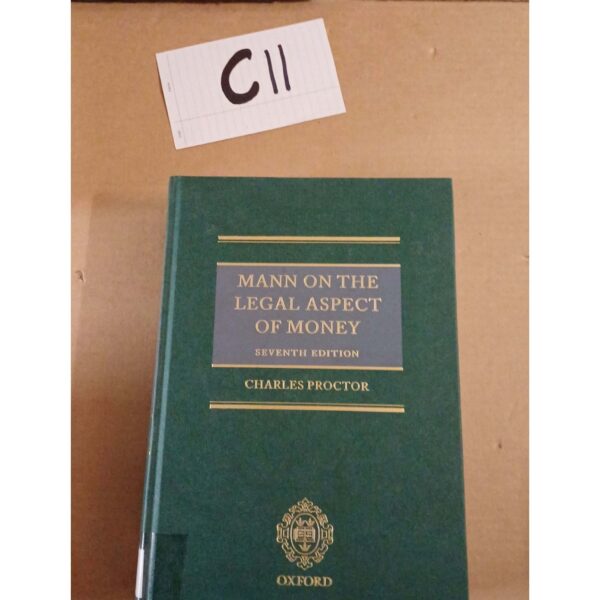 C11
MANN ON THE
LEGAL ASPECT
OF MONEY
SEVENTH EDITION
CHARLES PROCTOR
OXFORD